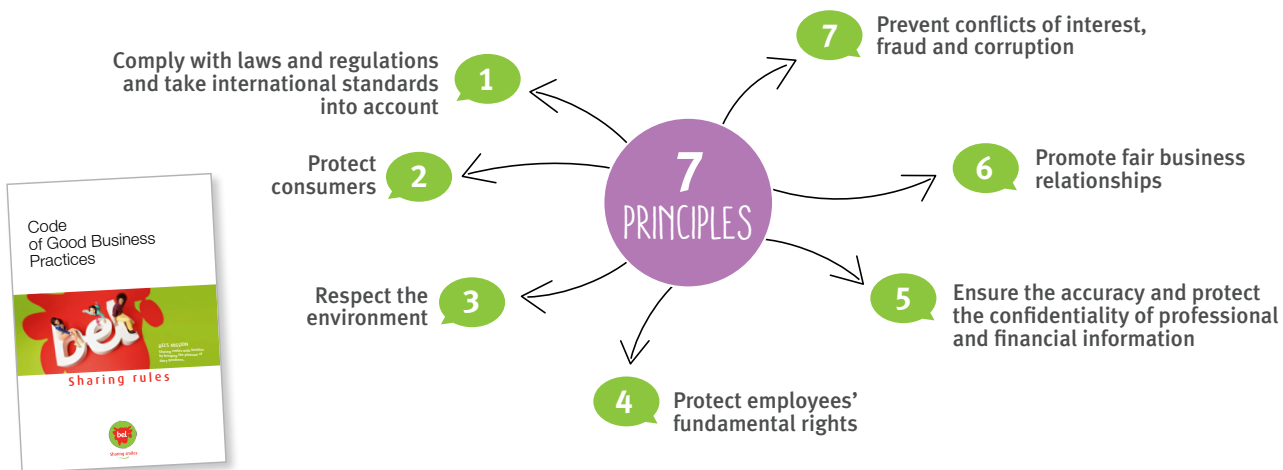 1
Comply with laws and regulations
and take international standards
into account
2
Protect
consumers
3
Respect the
environment
4
Protect employees’
fundamental rights
5
Ensure the accuracy and protect
the confidentiality of professional
and financial information
6
Promote fair business
relationships
7
Prevent conflicts of interest,
fraud and corruption
7
PRINCIPLES
Code
of Good Business
Practices
bel
Sharing rules
bel
sharing smiles